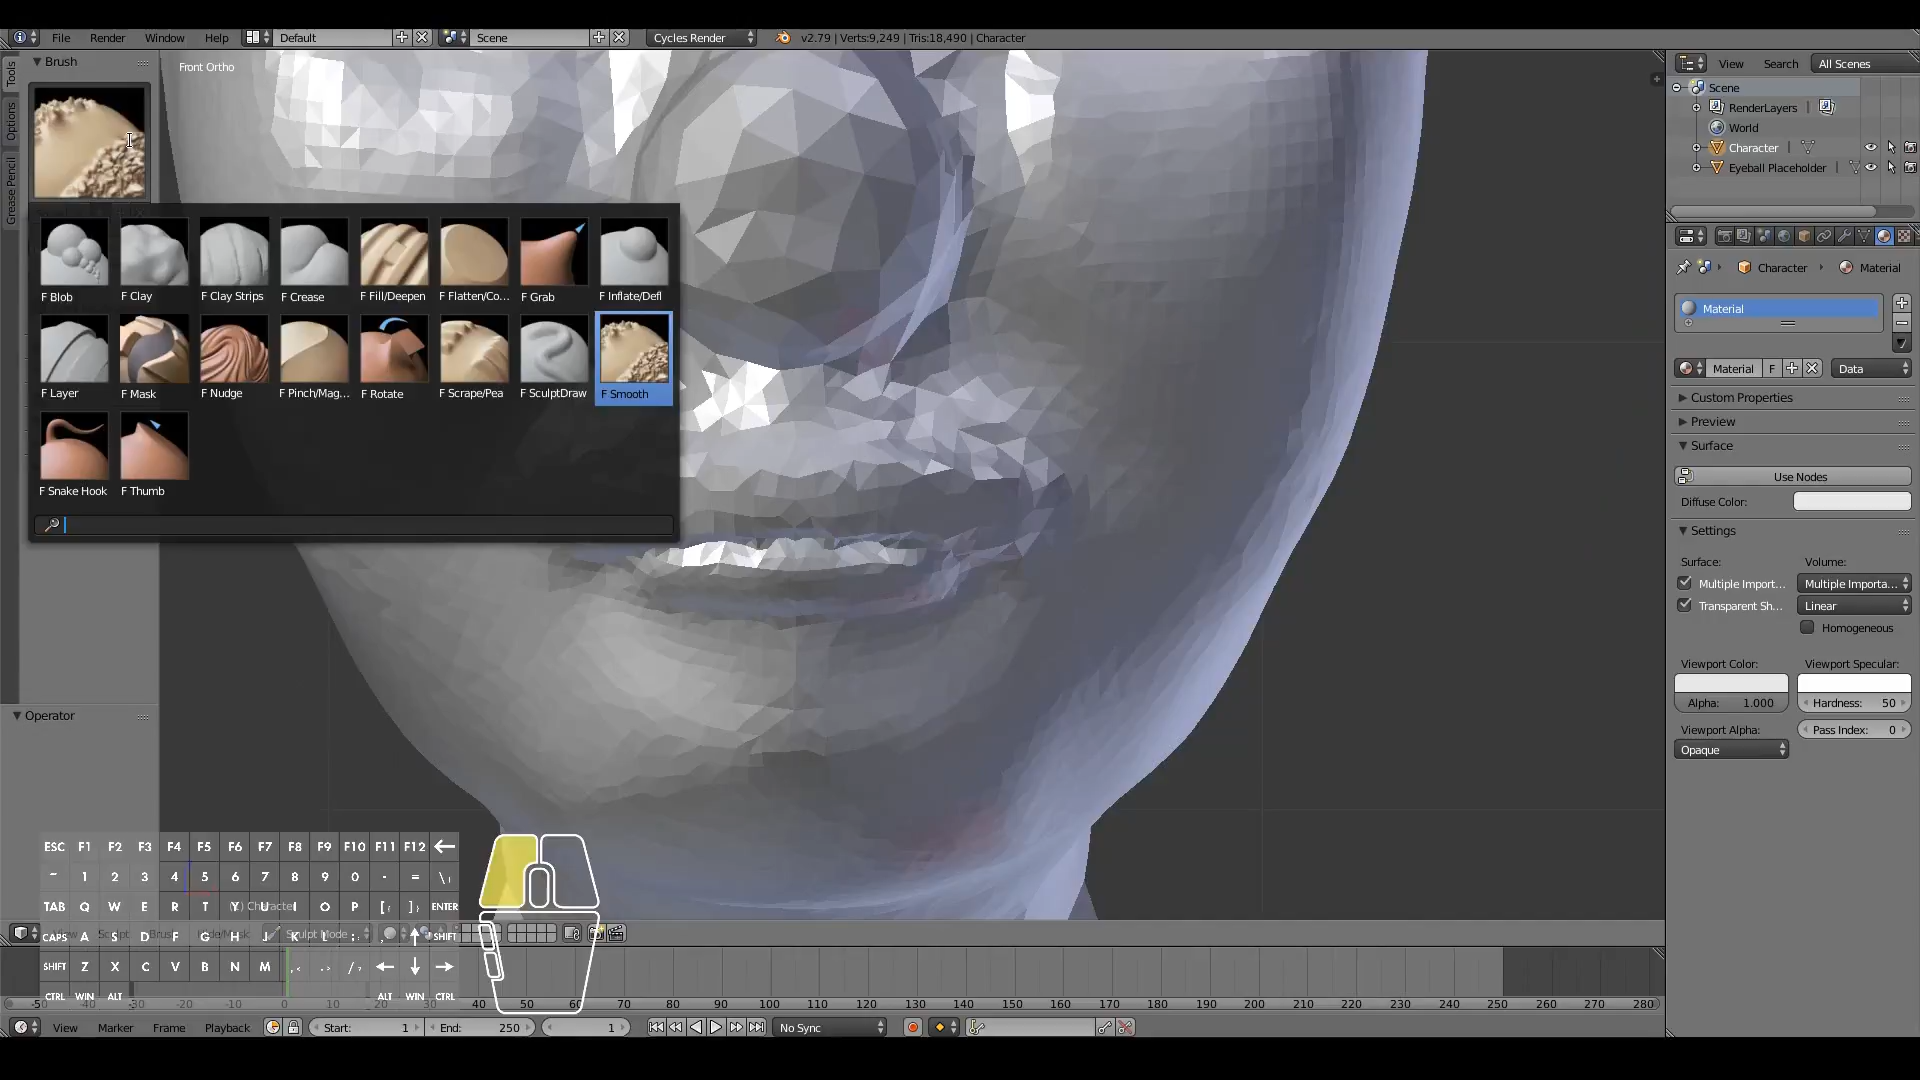 File Render Window Help Default Scene Cycles Render v2.79 | Verts:9,249 | Tris:18,490 | Character
Brush
Tools
Options
Grease Pencil
Front Ortho
F Blob F Clay F Clay Strips F Crease F Fill/Deepen F Flatten/Co... F Grab F Inflate/Defl
F Layer F Mask F Nudge F Pinch/Mag... F Rotate F Scrape/Pea F SculptDraw F Smooth
F Snake Hook F Thumb
Operator
View Search All Scenes
Scene
RenderLayers
World
Character
Eyeball Placeholder
Character Material
Material
Material F Data
Custom Properties
Preview
Surface
Use Nodes
Diffuse Color:
Settings
Surface: Volume:
Multiple Import... Multiple Importa...
Transparent Sh... Linear
Homogeneous
Viewport Color: Viewport Specular:
Alpha: 1.000 Hardness: 50
Viewport Alpha: Pass Index: 0
Opaque
ESC F1 F2 F3 F4 F5 F6 F7 F8 F9 F10 F11 F12 ←
~ 1 2 3 4 5 6 7 8 9 0 - = \|
TAB Q W E R T Y U I O P [{ ]} ENTER
(1) Character
CAPS A S D F G H J K L ; , ↑ SHIFT
View Sculpt Brush Hide/Mask Sculpt Mode
SHIFT Z X C V B N M ,< .> /? ← ↓ →
CTRL WIN ALT ALT WIN CTRL
-50 -40 -30 -20 -10 0 10 20 30 40 50 60 70 80 90 100 110 120 130 140 150 160 170 180 190 200 210 220 230 240 250 260 270 280
View Marker Frame Playback Start: 1 End: 250 1 No Sync